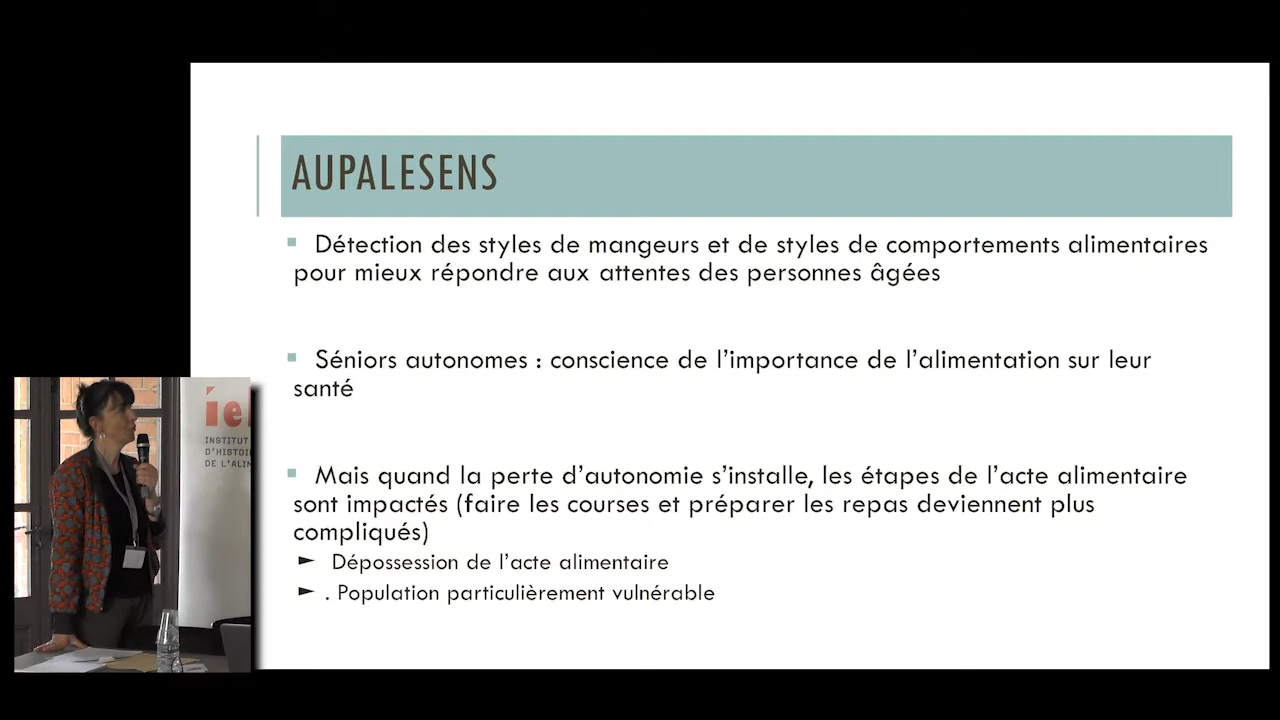 AUPALESENS
Détection des styles de mangeurs et de styles de comportements alimentaires
pour mieux répondre aux attentes des personnes âgées
Séniors autonomes : conscience de l'importance de l'alimentation sur leur
santé
Mais quand la perte d'autonomie s'installe, les étapes de l'acte alimentaire
sont impactés (faire les courses et préparer les repas deviennent plus
compliqués)
► Dépossession de l'acte alimentaire
► . Population particulièrement vulnérable
INSTITUT
D'HISTOI
DE L'ALIM